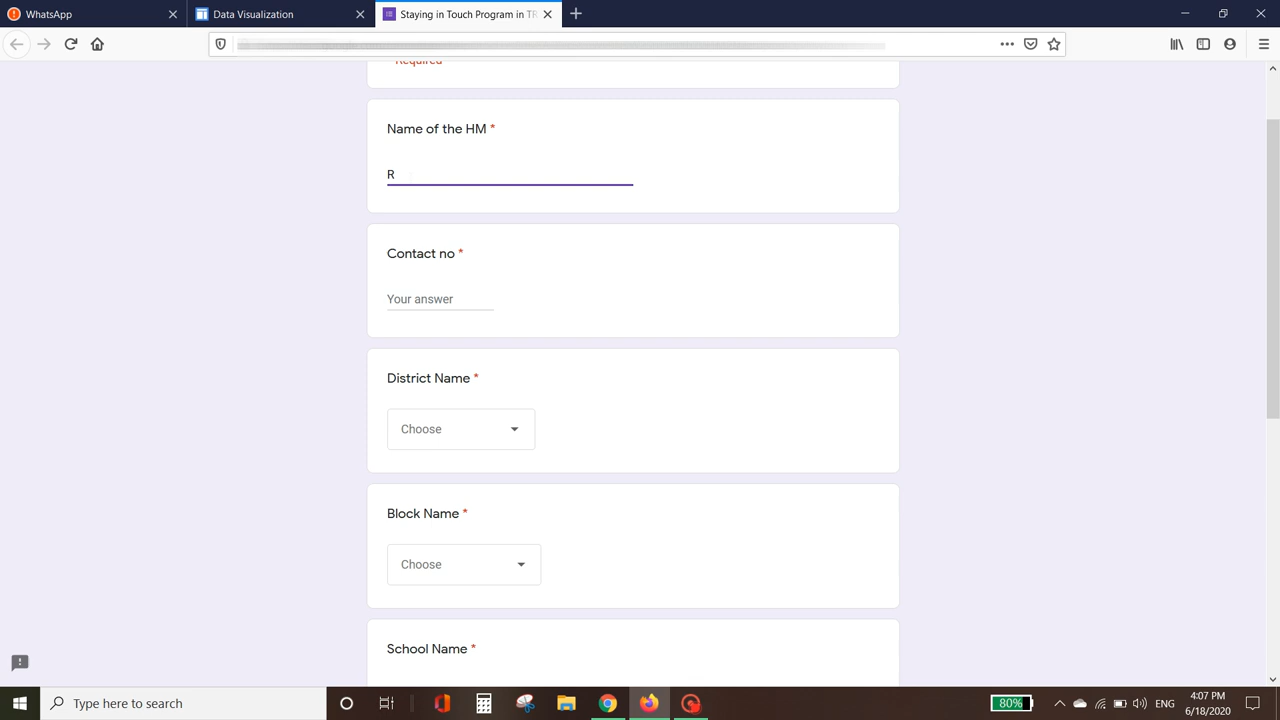 WhatsApp
Data Visualization
Staying in Touch Program in TR
Required
Name of the HM *
R
Contact no *
Your answer
District Name *
Choose
Block Name *
Choose
School Name *
Type here to search
80%
ENG
4:07 PM
6/18/2020